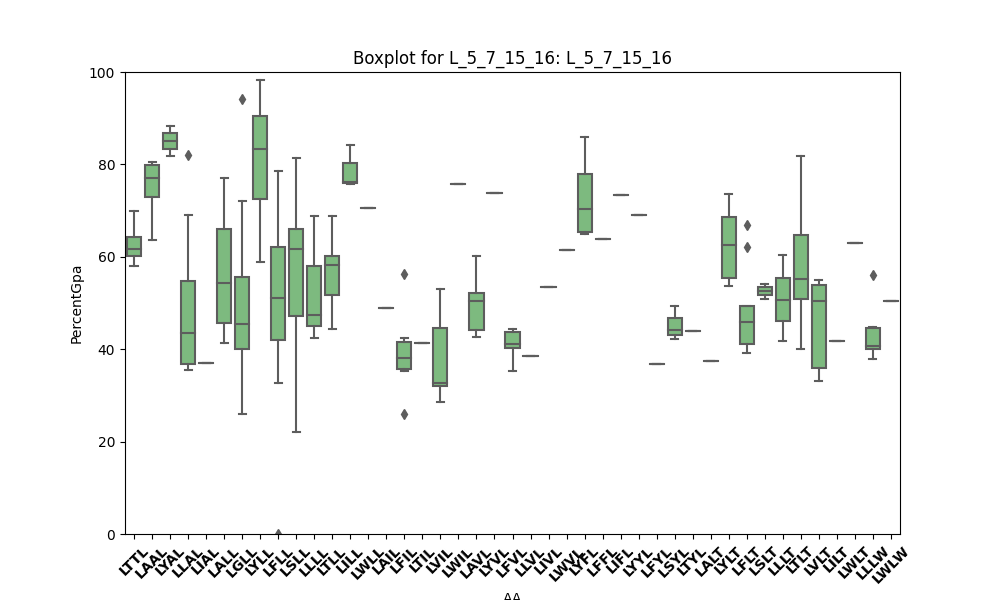 Boxplot for L_5_7_15_16: L_5_7_15_16
100
80
60
40
20
0
PercentGpa
LTTL LAAL LYAL LLAL LIAL LALL LGLL LYLL LFLL LSLL LLLL LTLL LILL LWLL LAIL LFIL LTIL LVIL LWIL LAVL LYVL LFVL LLVL LIVL LWVL LYFL LFFL LIFL LYYL LFYL LSYL LTYL LALT LYLT LFLT LSLT LLLT LTLT LVLT LILT LWLT LLLW LWLW
AA